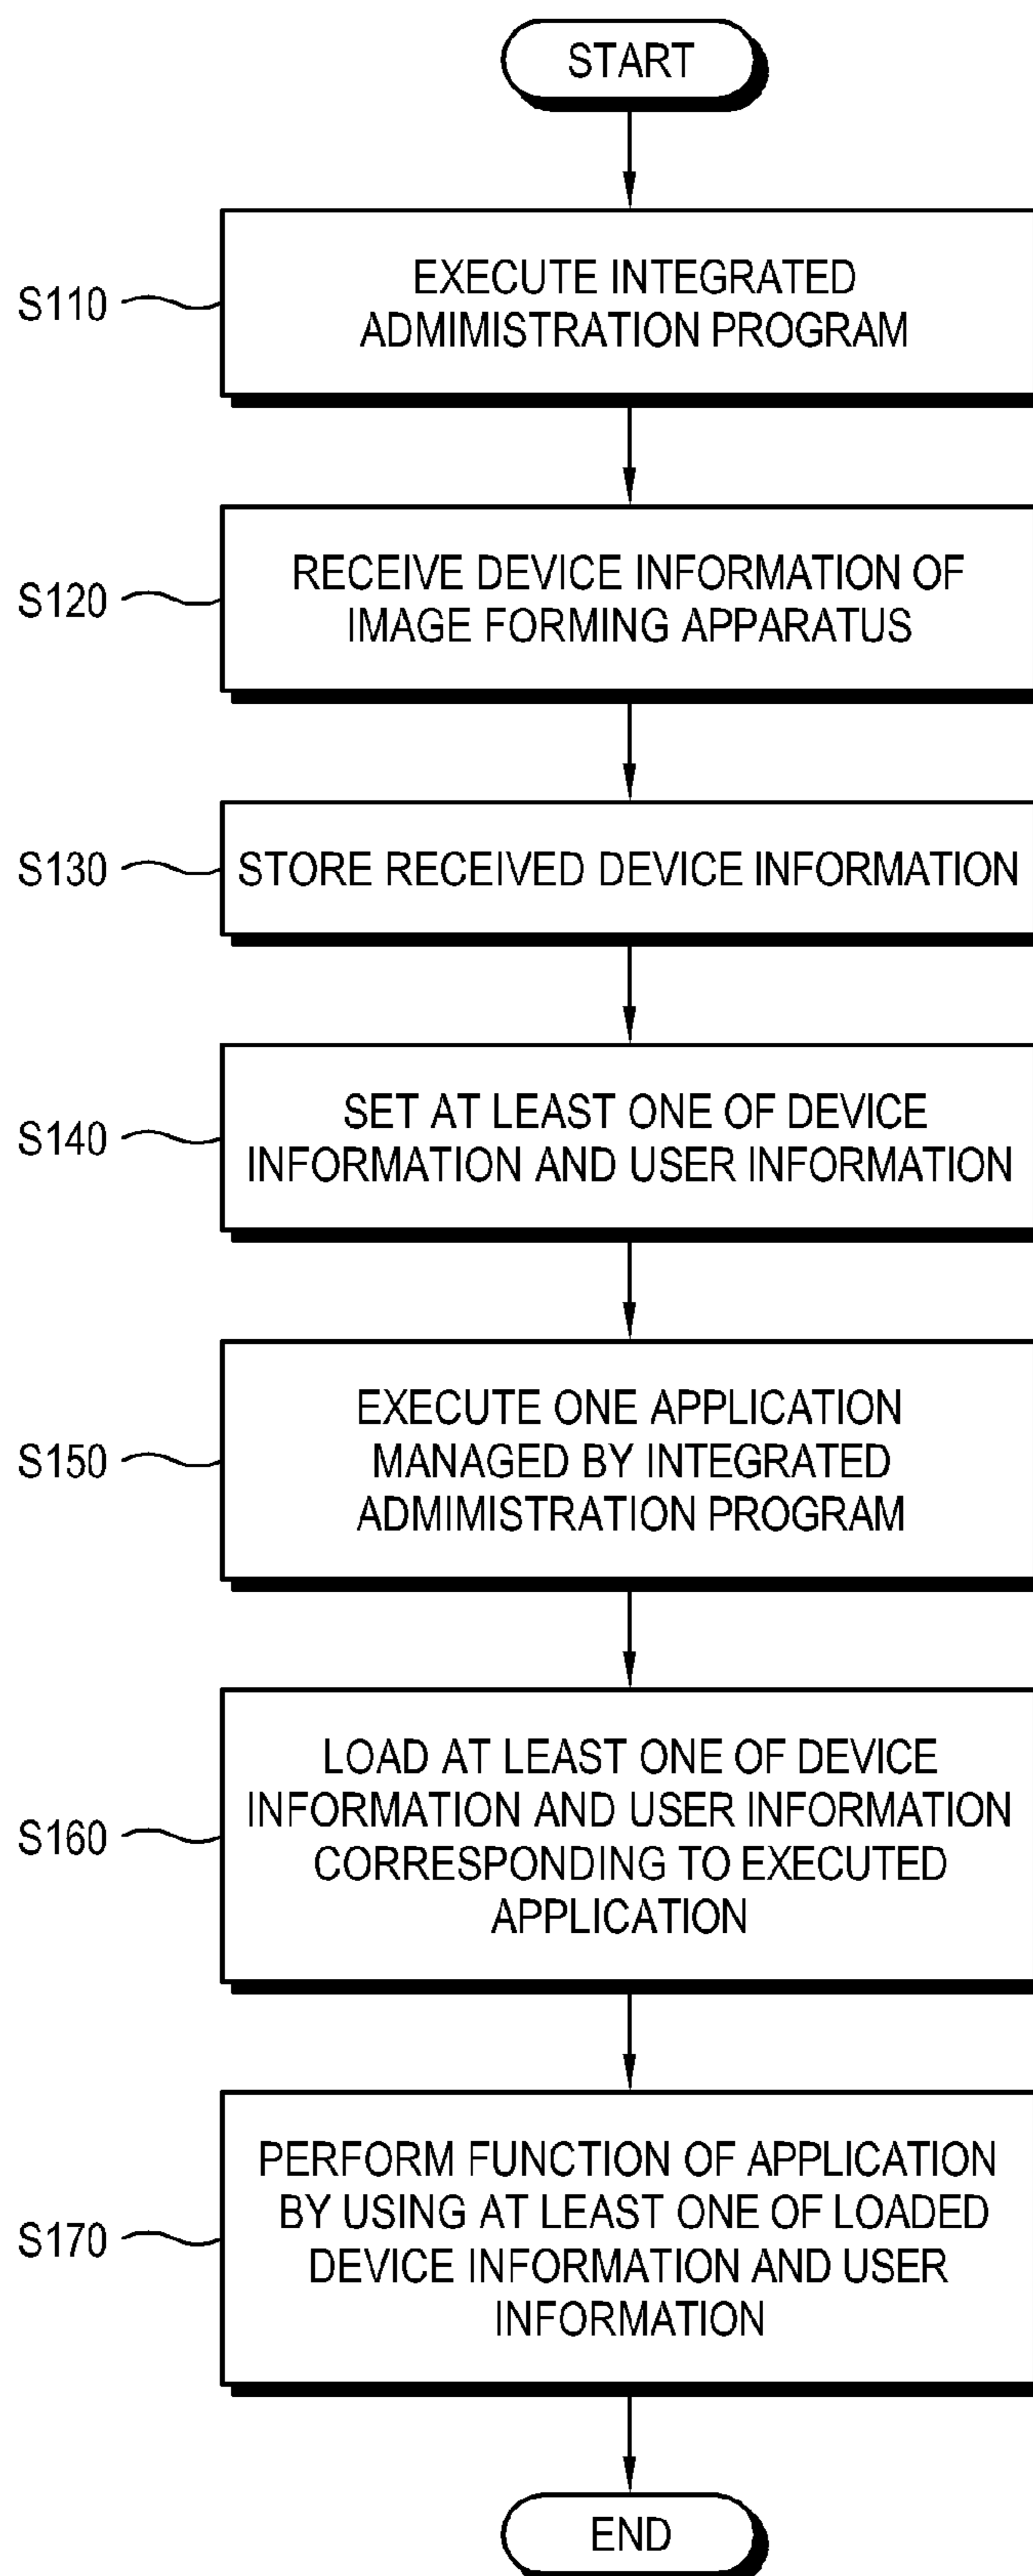 START
S110
EXECUTE INTEGRATED
ADMIMISTRATION PROGRAM
S120
RECEIVE DEVICE INFORMATION OF
IMAGE FORMING APPARATUS
S130
STORE RECEIVED DEVICE INFORMATION
S140
SET AT LEAST ONE OF DEVICE
INFORMATION AND USER INFORMATION
S150
EXECUTE ONE APPLICATION
MANAGED BY INTEGRATED
ADMIMISTRATION PROGRAM
S160
LOAD AT LEAST ONE OF DEVICE
INFORMATION AND USER INFORMATION
CORRESPONDING TO EXECUTED
APPLICATION
S170
PERFORM FUNCTION OF APPLICATION
BY USING AT LEAST ONE OF LOADED
DEVICE INFORMATION AND USER
INFORMATION
END